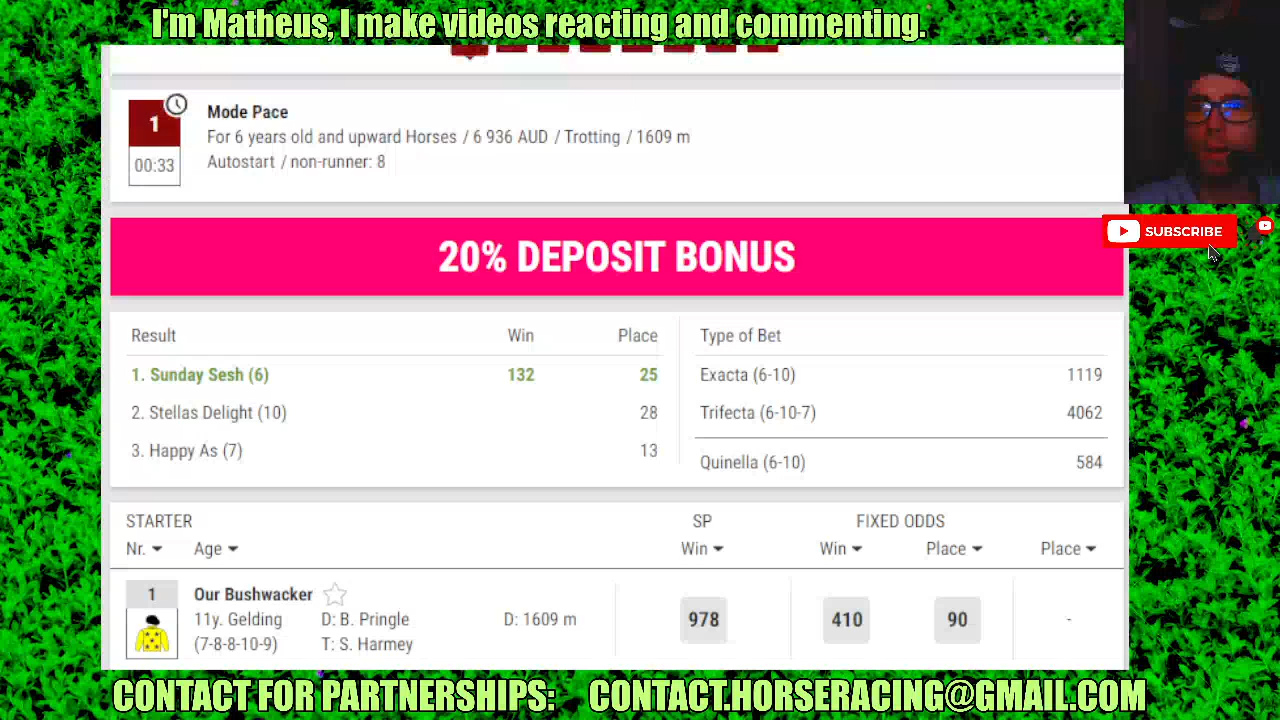 I'm Matheus, I make videos reacting and commenting.
1
00:33
Mode Pace
For 6 years old and upward Horses / 6 936 AUD / Trotting / 1609 m
Autostart / non-runner: 8
SUBSCRIBE
20% DEPOSIT BONUS
Result Win Place
1. Sunday Sesh (6) 132 25
2. Stellas Delight (10) 28
3. Happy As (7) 13
Type of Bet
Exacta (6-10) 1119
Trifecta (6-10-7) 4062
Quinella (6-10) 584
STARTER SP FIXED ODDS
Nr. Age Win Win Place Place
1 Our Bushwacker
11y. Gelding D: B. Pringle D: 1609 m 978 410 90 -
(7-8-8-10-9) T: S. Harmey
CONTACT FOR PARTNERSHIPS: CONTACT.HORSERACING@GMAIL.COM